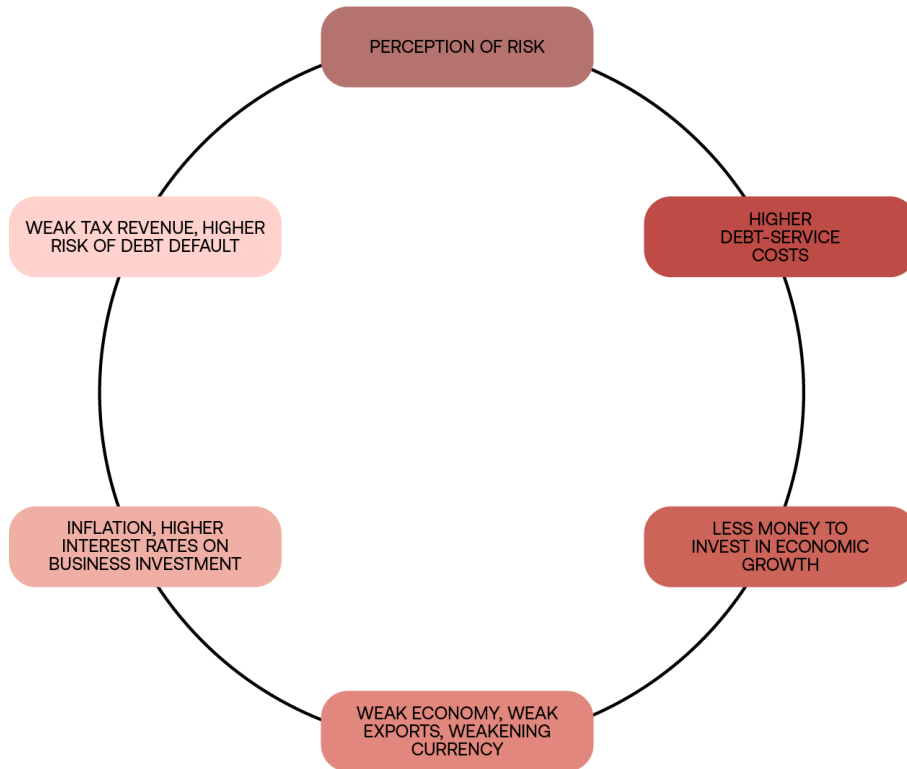 PERCEPTION OF RISK
HIGHER
DEBT-SERVICE
COSTS
LESS MONEY TO
INVEST IN ECONOMIC
GROWTH
WEAK ECONOMY, WEAK
EXPORTS, WEAKENING
CURRENCY
INFLATION, HIGHER
INTEREST RATES ON
BUSINESS INVESTMENT
WEAK TAX REVENUE, HIGHER
RISK OF DEBT DEFAULT